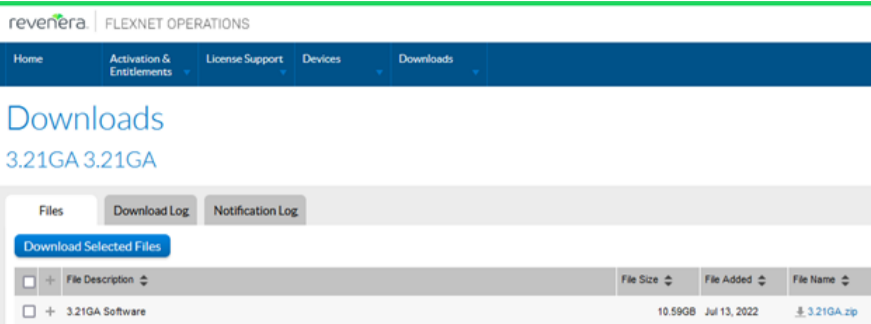 revenera. FLEXNET OPERATIONS
Home Activation & Entitlements License Support Devices Downloads
Downloads
3.21GA 3.21GA
Files Download Log Notification Log
Download Selected Files
File Description File Size File Added File Name
3.21GA Software 10.59GB Jul 13, 2022 3.21GA.zip